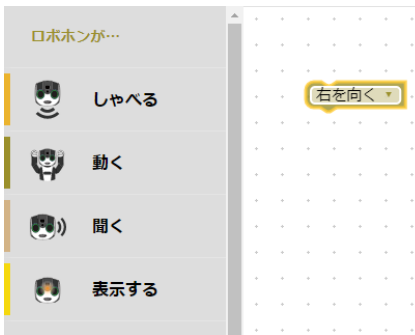 ロボホンが…
しゃべる
右を向く
動く
聞く
表示する